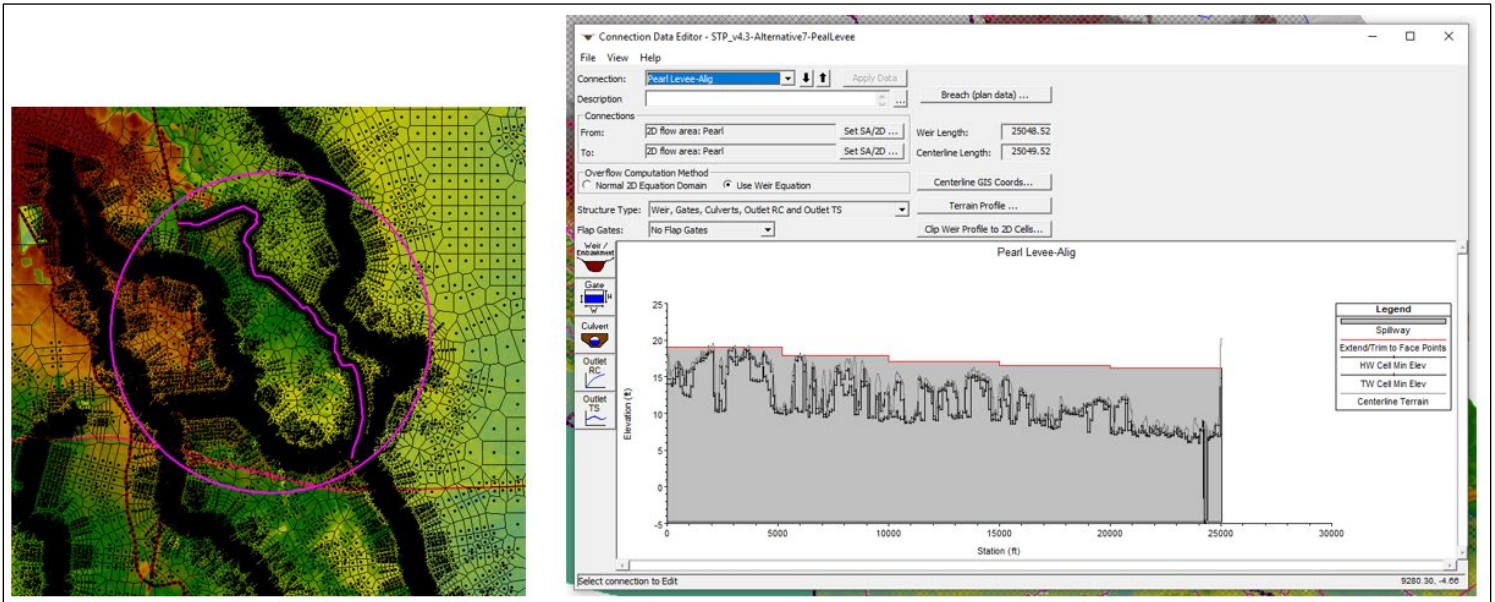 Connection Data Editor - STP_v4.3-Alternative7-PealLevee
File View Help
Connection: Pearl Levee-Alig Apply Data
Description ... Breach (plan data) ...
Connections
From: 2D flow area: Pearl Set SA/2D ... Weir Length: 25048.52
To: 2D flow area: Pearl Set SA/2D ... Centerline Length: 25049.52
Overflow Computation Method
Normal 2D Equation Domain Use Weir Equation Centerline GIS Coords...
Structure Type: Weir, Gates, Culverts, Outlet RC and Outlet TS Terrain Profile ...
Flap Gates: No Flap Gates Clip Weir Profile to 2D Cells...
Weir /
Embankment
Gate
H
W
Culvert
Outlet
RC
Outlet
TS
Pearl Levee-Alig
25
20
15
10
5
0
-5
Elevation (ft)
0 5000 10000 15000 20000 25000 30000
Station (ft)
Legend
Spillway
Extend/Trim to Face Points
HW Cell Min Elev
TW Cell Min Elev
Centerline Terrain
Select connection to Edit 9280.30, -4.66